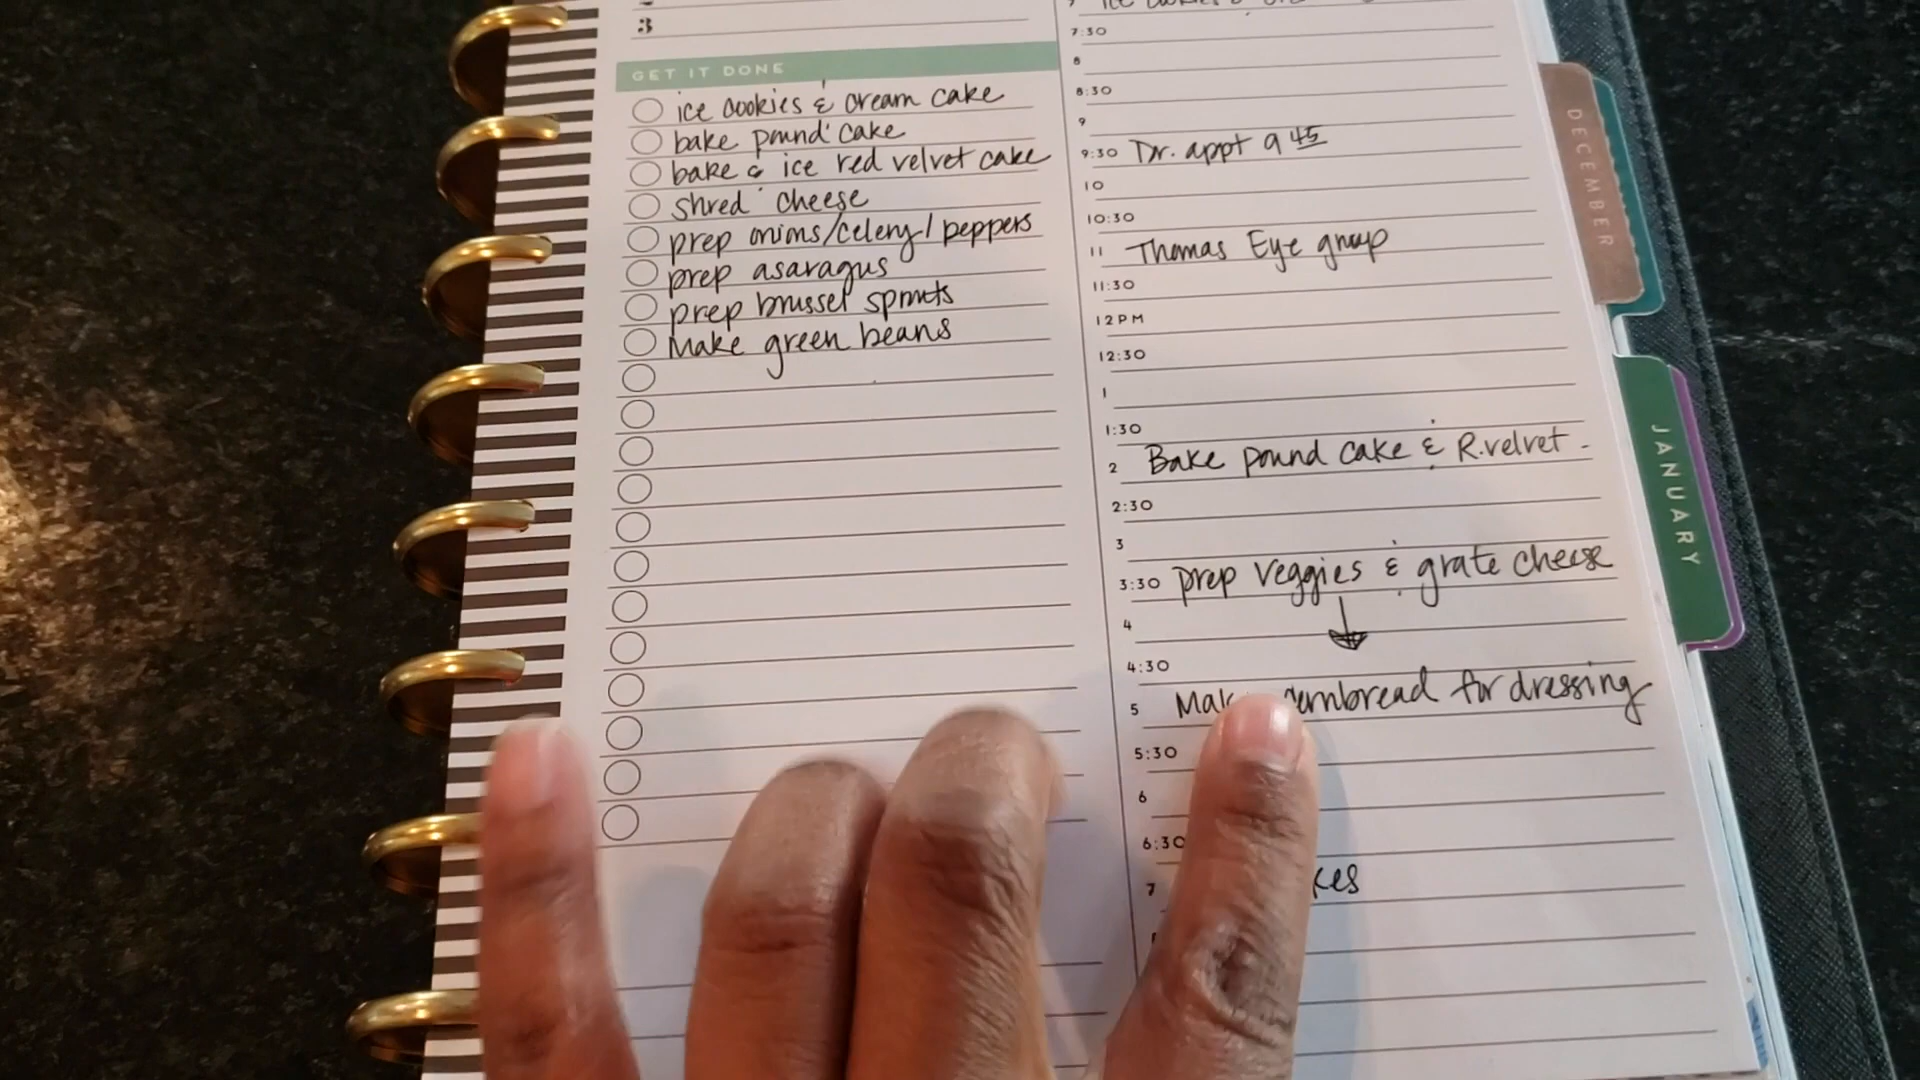 3
GET IT DONE
ice cookies & cream cake
bake pound cake
bake & ice red velvet cake
shred cheese
prep onions/celery/peppers
prep asaragus
prep brussel sprouts
Make green beans
7:30
8
8:30
9
9:30 Dr. appt 9 45
10
10:30
11 Thomas Eye group
11:30
12PM
12:30
1
1:30
2 Bake pound cake & R.velvet -
2:30
3
3:30 prep veggies & grate cheese
4
4:30
5 for dressing
5:30
6
6:30
7
DECEMBER
JANUARY